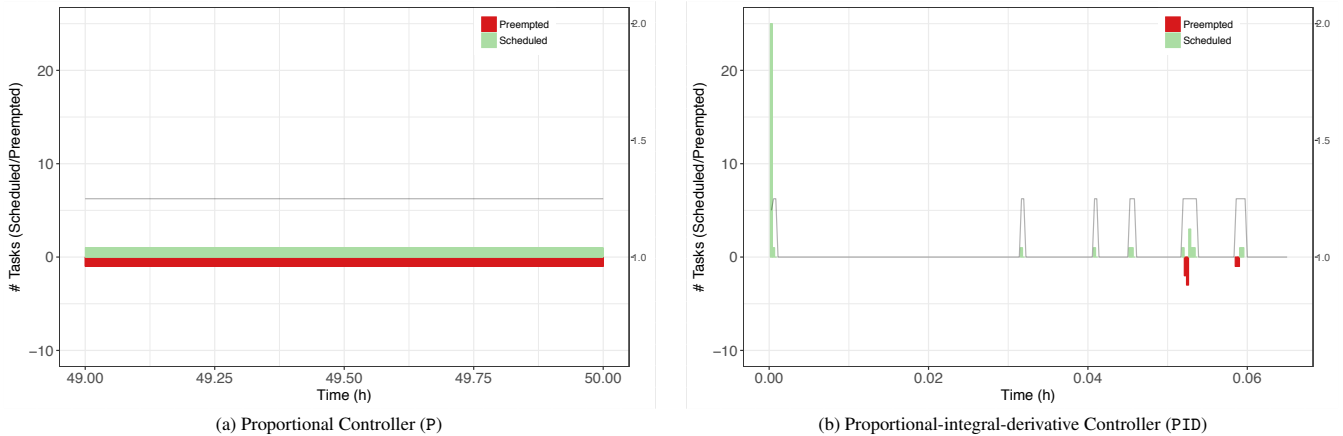 Preempted
Scheduled
# Tasks (Scheduled/Preempted)
20
10
0
−10
2.0
1.5
1.0
49.00
49.25
49.50
49.75
50.00
Time (h)
(a) Proportional Controller (P)
Preempted
Scheduled
# Tasks (Scheduled/Preempted)
20
10
0
−10
2.0
1.5
1.0
0.00
0.02
0.04
0.06
Time (h)
(b) Proportional-integral-derivative Controller (PID)